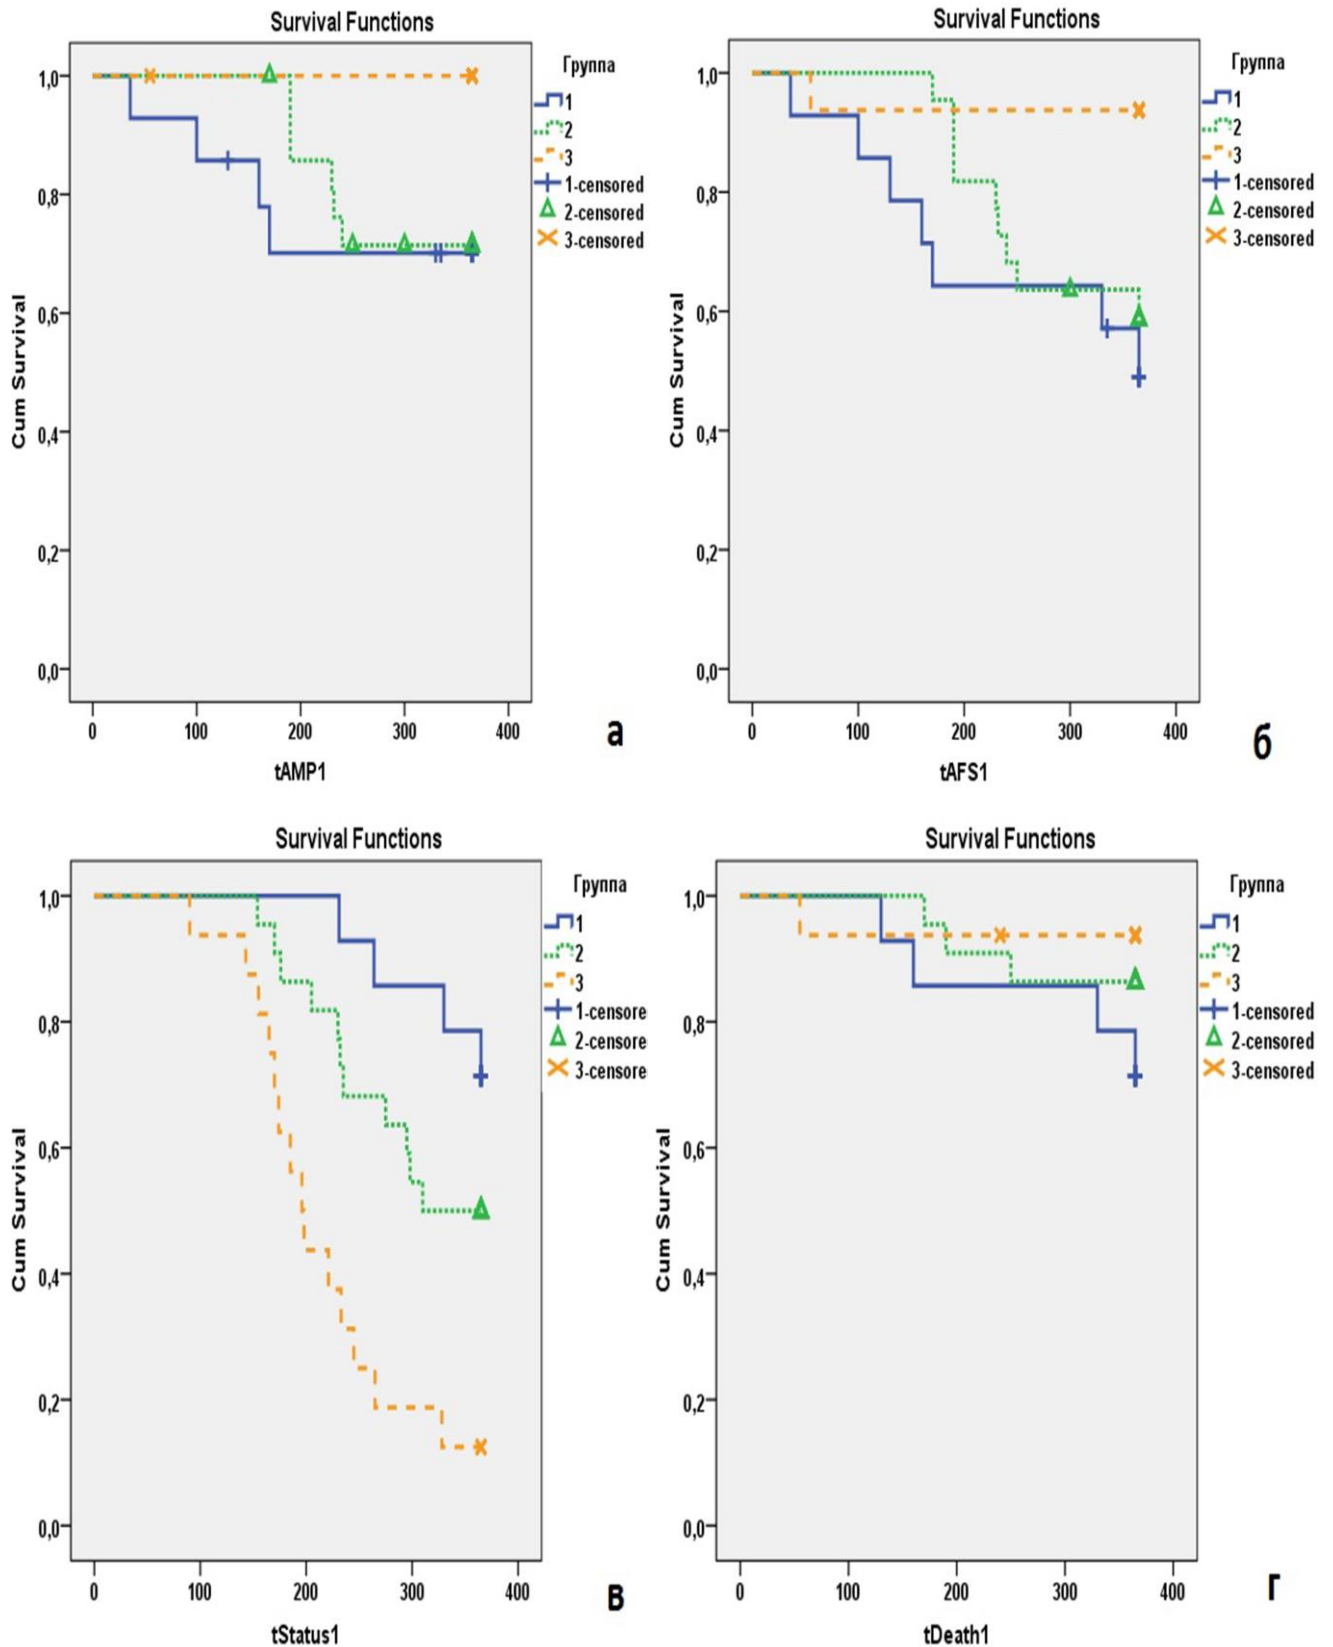 Survival Functions
Группа
1
2
3
1-censored
2-censored
3-censored
Cum Survival
1,0
0,8
0,6
0,4
0,2
0,0
0 100 200 300 400
tAMP1
а
Survival Functions
Группа
1
2
3
1-censored
2-censored
3-censored
Cum Survival
1,0
0,8
0,6
0,4
0,2
0,0
0 100 200 300 400
tAFS1
б
Survival Functions
Группа
1
2
3
1-censore
2-censore
3-censore
Cum Survival
1,0
0,8
0,6
0,4
0,2
0,0
0 100 200 300 400
tStatus1
в
Survival Functions
Группа
1
2
3
1-censored
2-censored
3-censored
Cum Survival
1,0
0,8
0,6
0,4
0,2
0,0
0 100 200 300 400
tDeath1
г